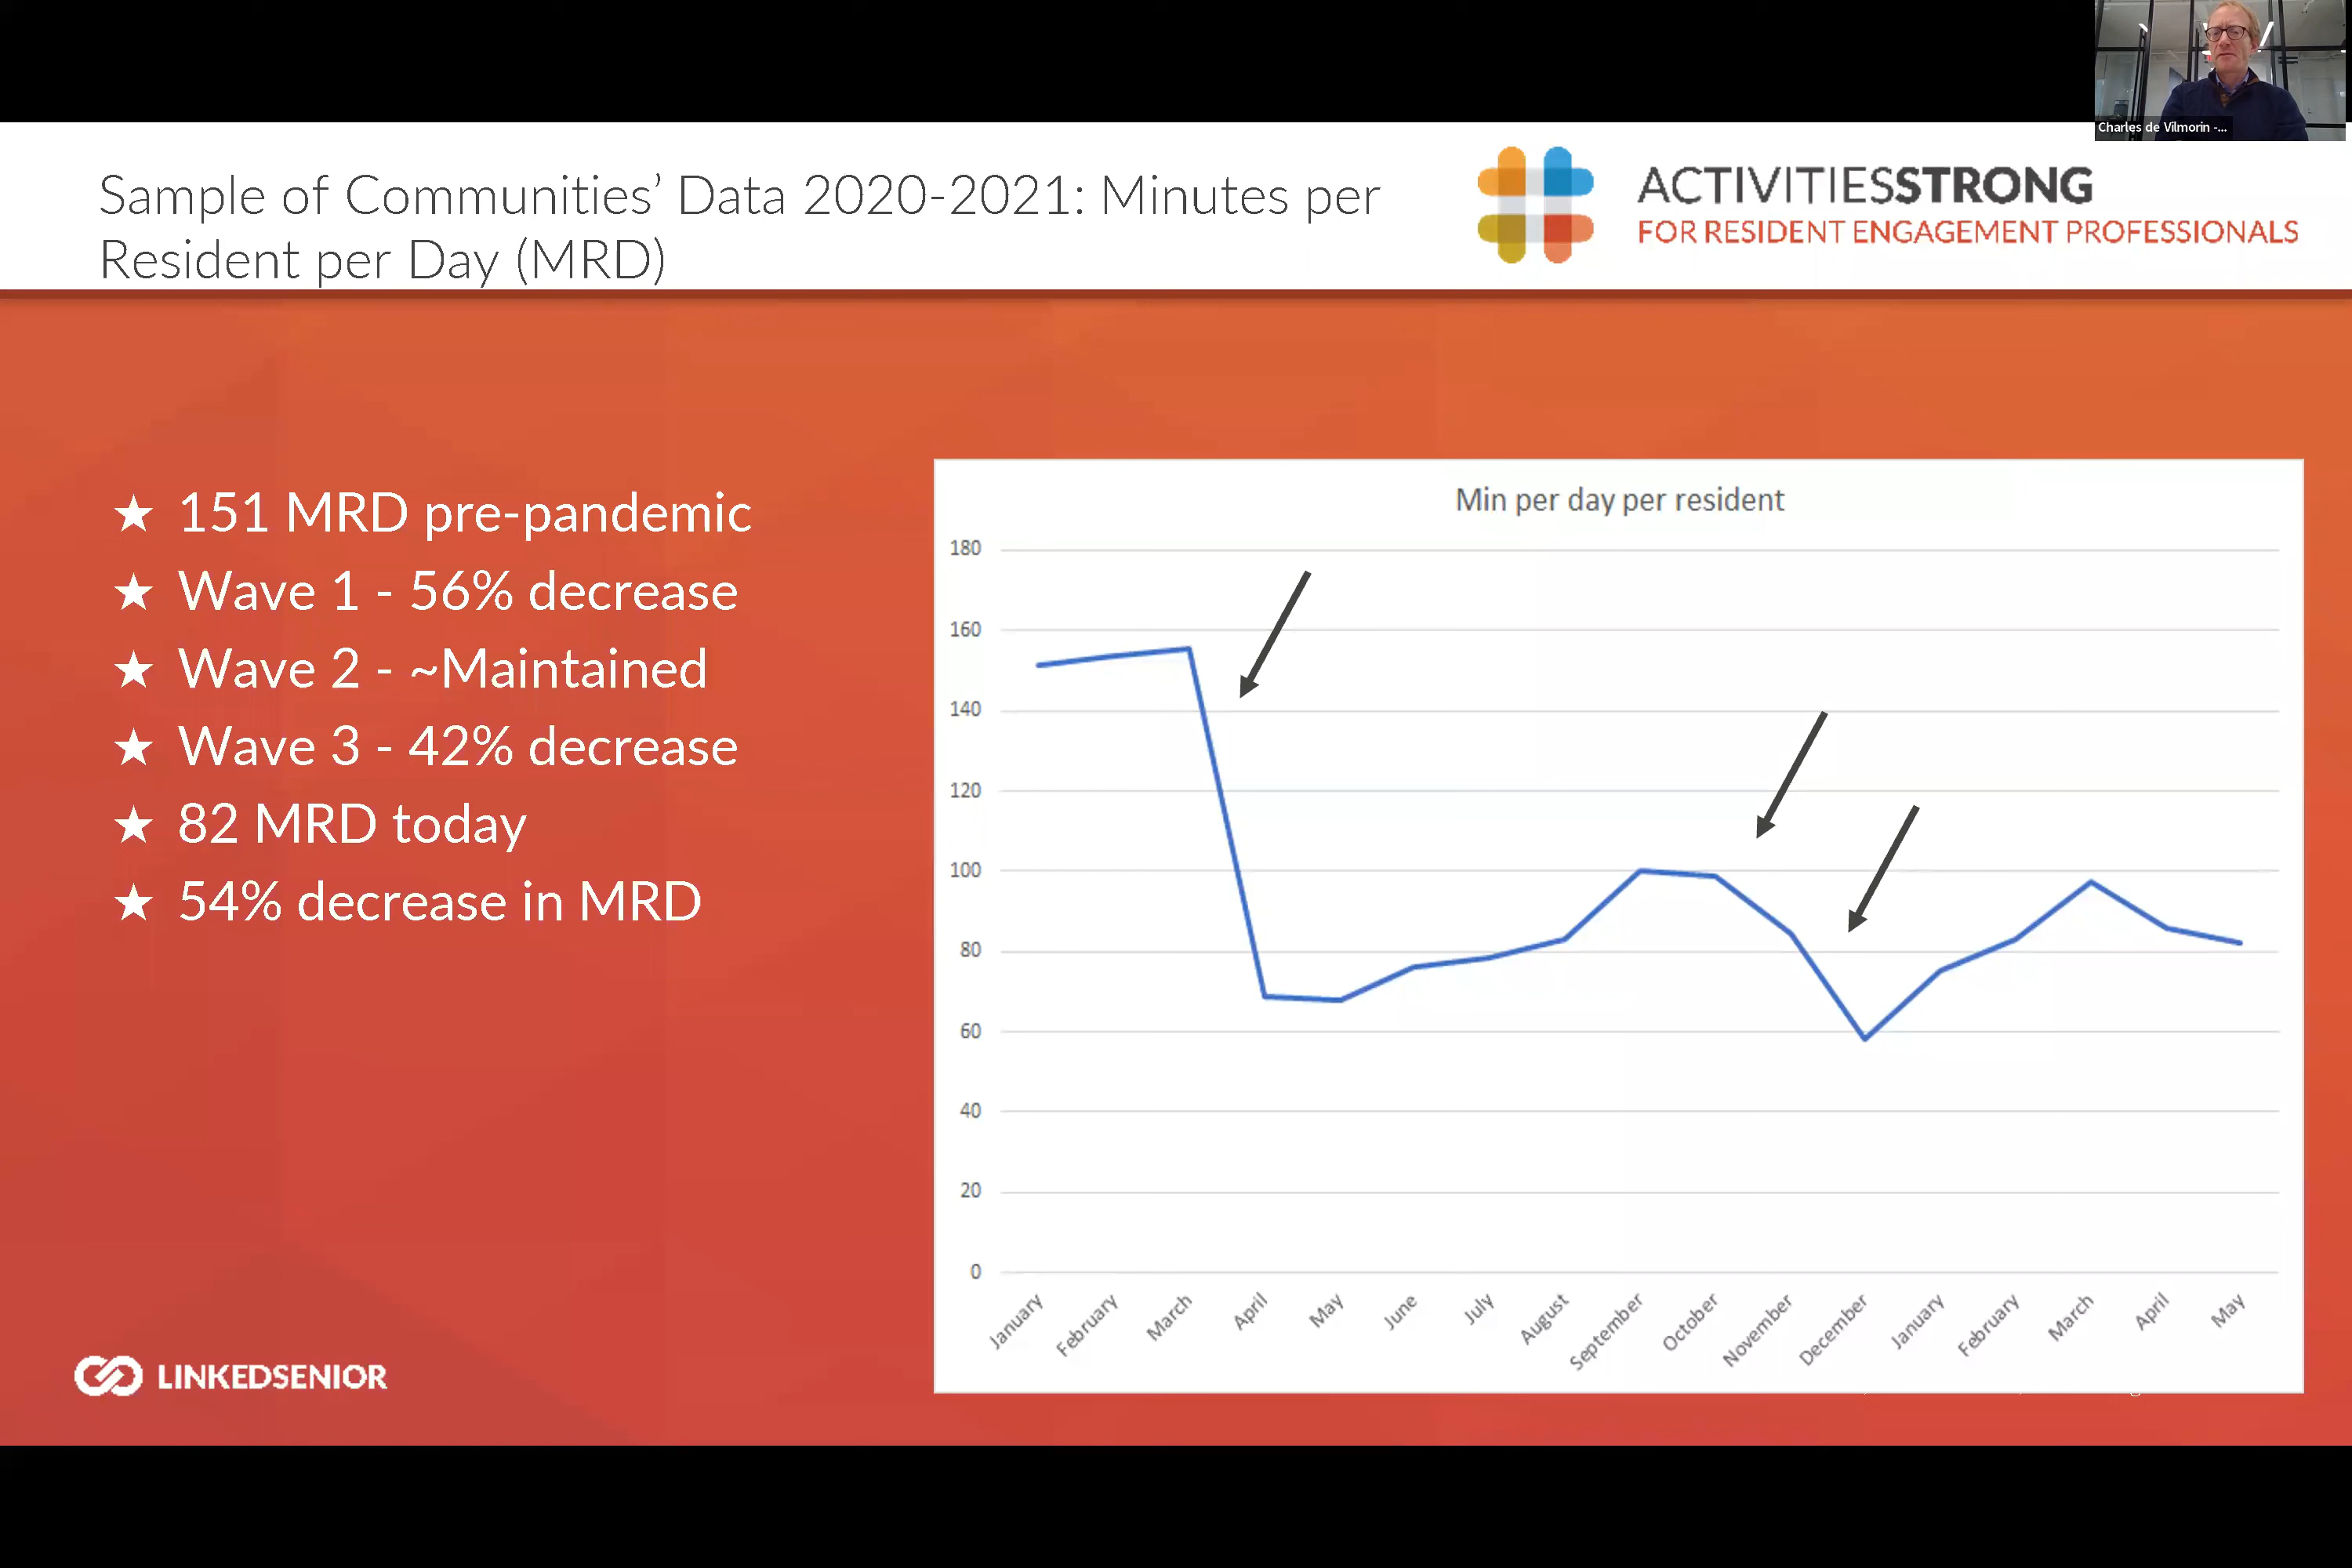 Charles de Vilmorin -...
Sample of Communities’ Data 2020-2021: Minutes per
Resident per Day (MRD)
ACTIVITIESSTRONG
FOR RESIDENT ENGAGEMENT PROFESSIONALS
★ 151 MRD pre-pandemic
★ Wave 1 - 56% decrease
★ Wave 2 - ~Maintained
★ Wave 3 - 42% decrease
★ 82 MRD today
★ 54% decrease in MRD
Min per day per resident
180
160
140
120
100
80
60
40
20
0
January February March April May June July August September October November December January February March April May
LINKEDSENIOR